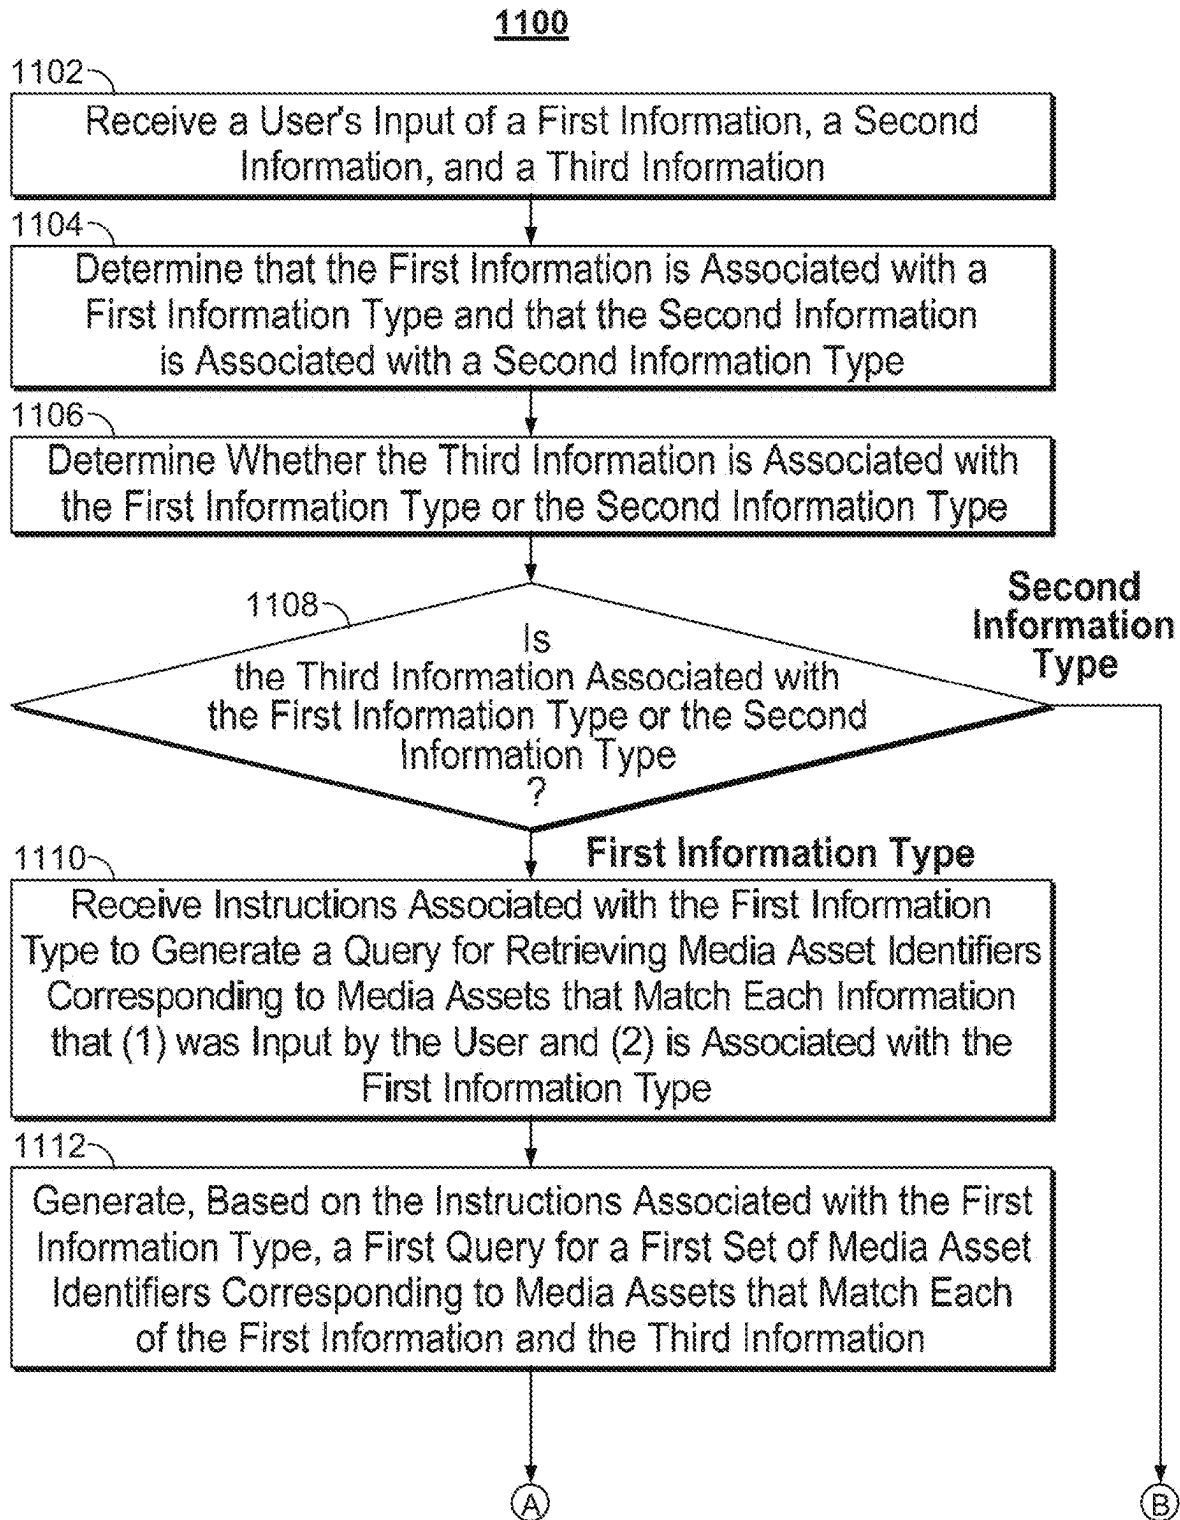 1100
1102
Receive a User's Input of a First Information, a Second
Information, and a Third Information
1104
Determine that the First Information is Associated with a
First Information Type and that the Second Information
is Associated with a Second Information Type
1106
Determine Whether the Third Information is Associated with
the First Information Type or the Second Information Type
1108
Is
the Third Information Associated with
the First Information Type or the Second
Information Type
?
Second
Information
Type
First Information Type
1110
Receive Instructions Associated with the First Information
Type to Generate a Query for Retrieving Media Asset Identifiers
Corresponding to Media Assets that Match Each Information
that (1) was Input by the User and (2) is Associated with the
First Information Type
1112
Generate, Based on the Instructions Associated with the First
Information Type, a First Query for a First Set of Media Asset
Identifiers Corresponding to Media Assets that Match Each
of the First Information and the Third Information
A
B